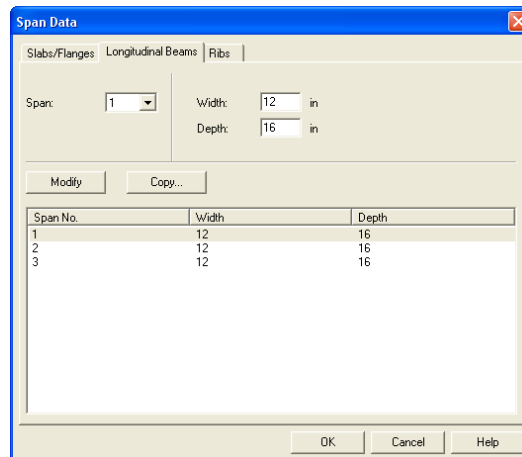 Span Data
Slabs/Flanges Longitudinal Beams Ribs
Span: 1 Width: 12 in
Depth: 16 in
Modify Copy...
Span No. Width Depth
1 12 16
2 12 16
3 12 16
OK Cancel Help